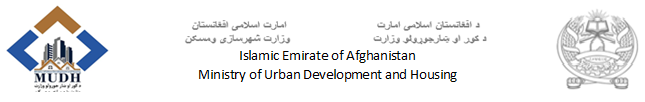 امارت اسلامی افغانستان
وزارت شهرسازی ومسکن
د افغانستان اسلامی امارت
د کور او ښارجوړولو وزارت
Islamic Emirate of Afghanistan
Ministry of Urban Development and Housing
MUDH